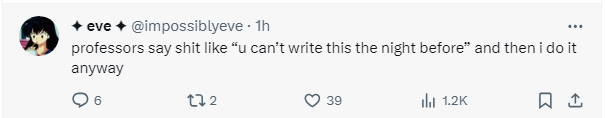 ✦ eve ✦ @impossiblyeve · 1h
professors say shit like “u can’t write this the night before” and then i do it
anyway
6 2 39 1.2K